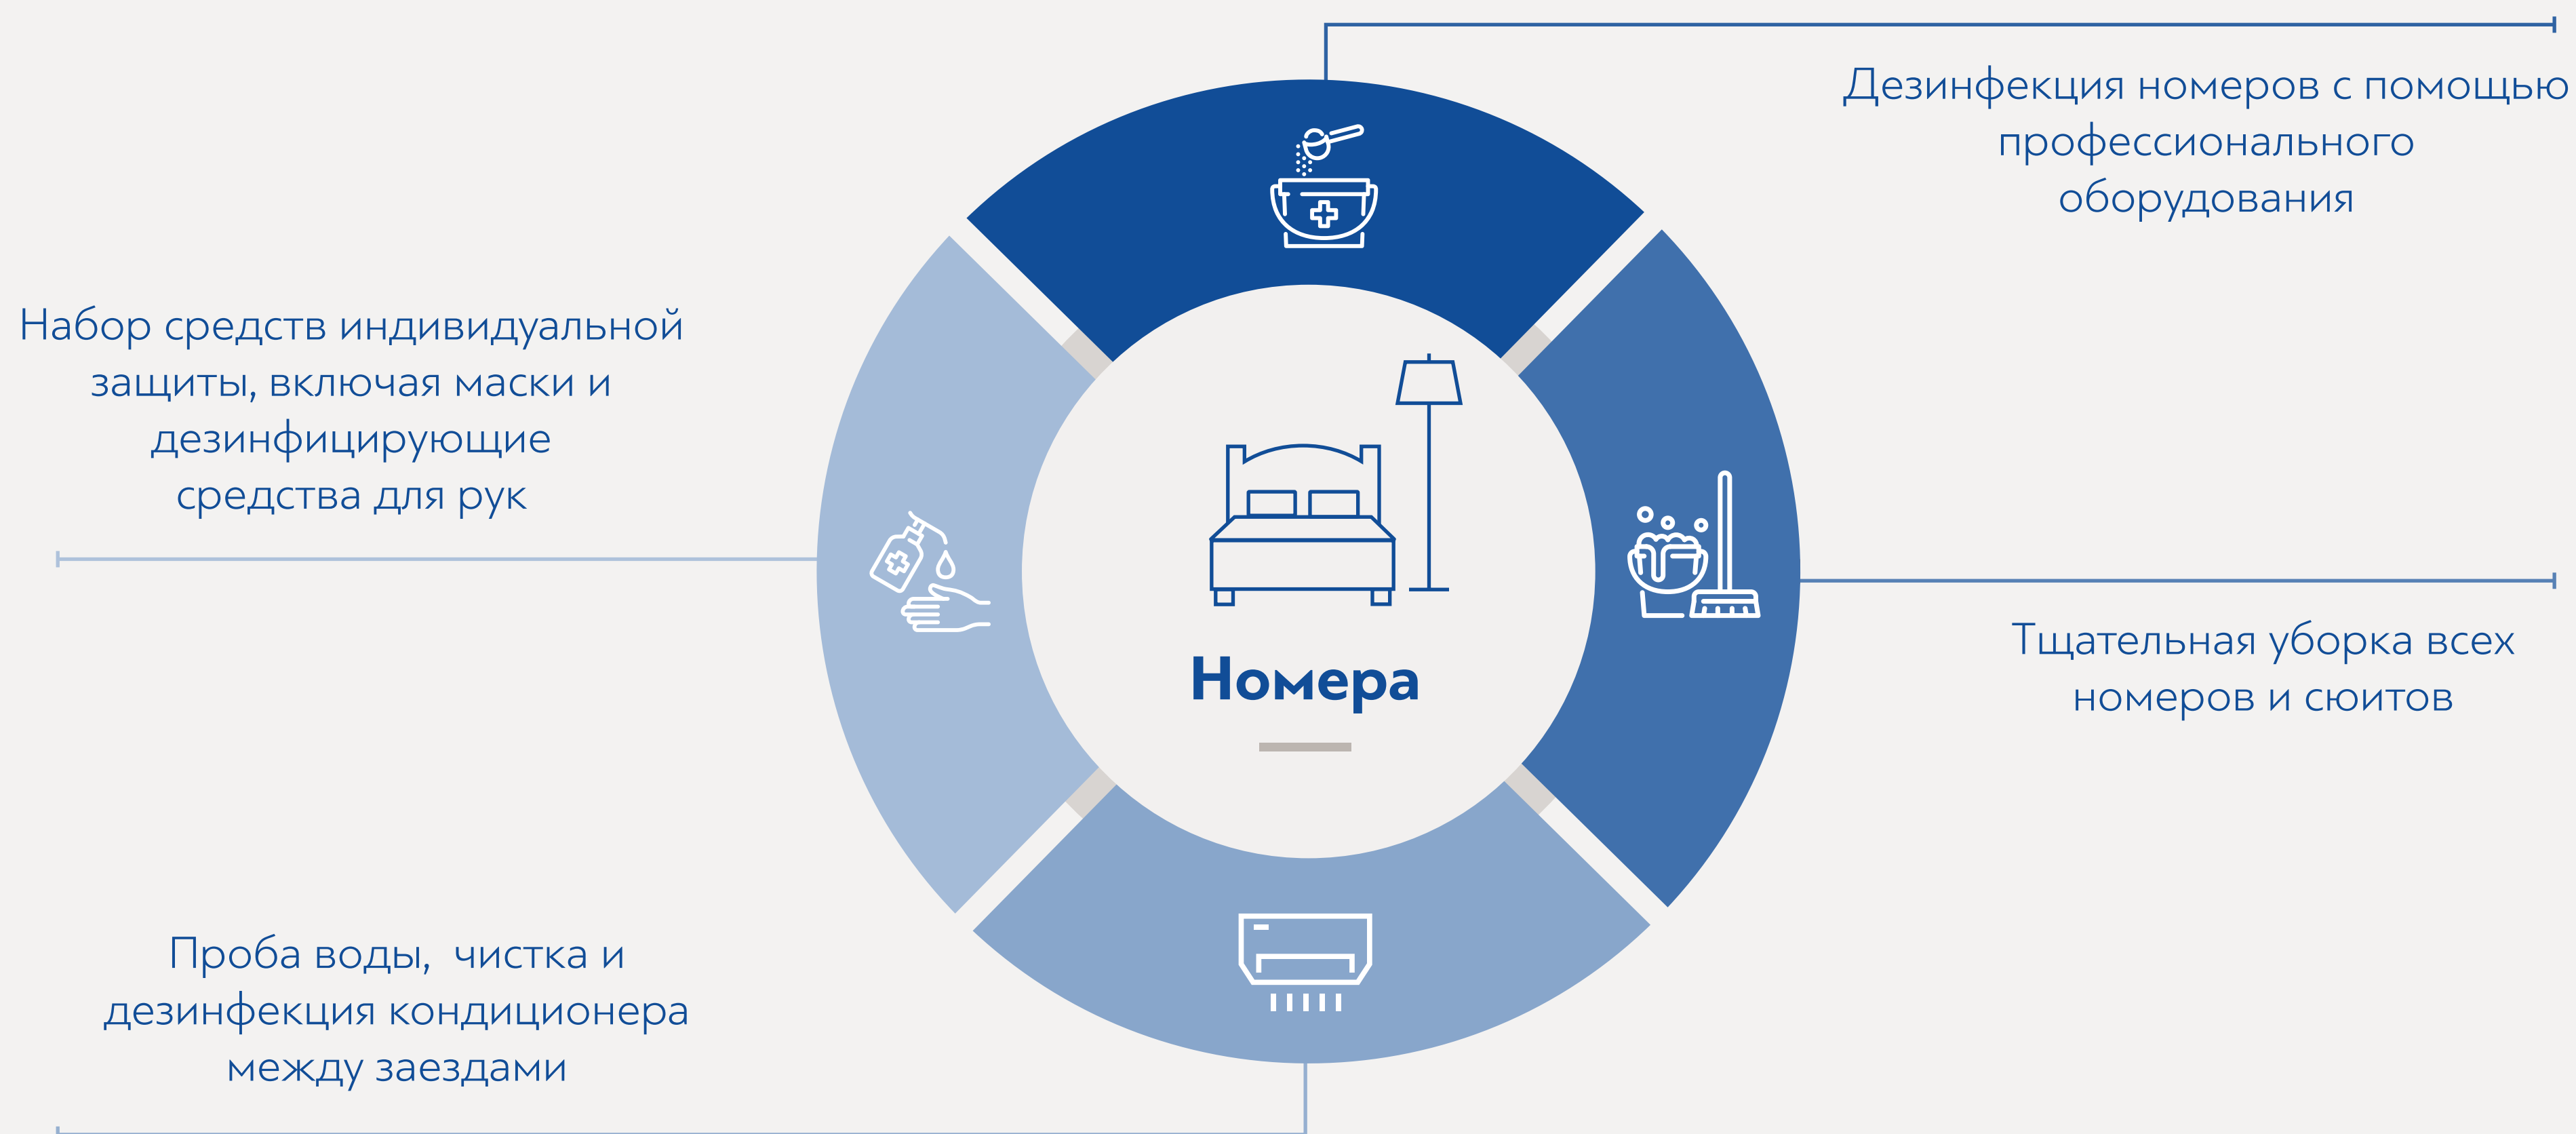 Дезинфекция номеров с помощью
профессионального
оборудования
Набор средств индивидуальной
защиты, включая маски и
дезинфицирующие
средства для рук
Номера
Тщательная уборка всех
номеров и сюитов
Проба воды,  чистка и
дезинфекция кондиционера
между заездами